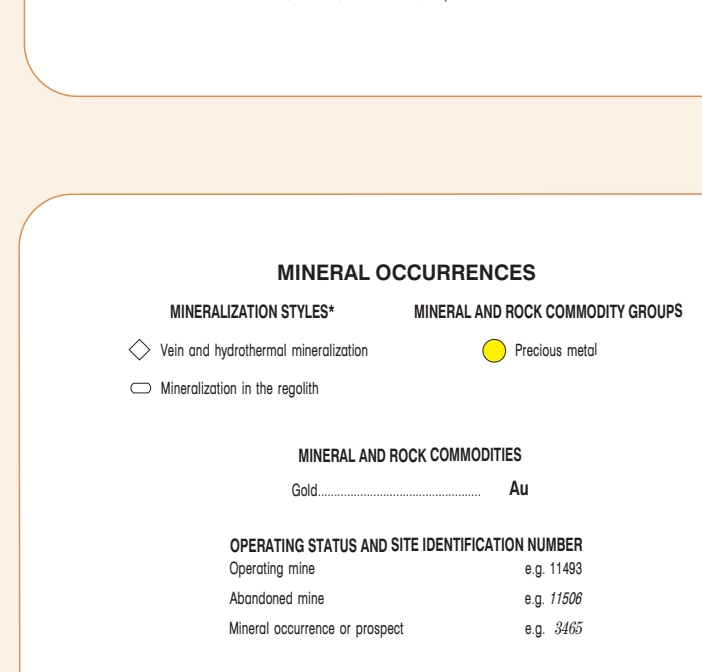 MINERAL OCCURRENCES
MINERALIZATION STYLES* MINERAL AND ROCK COMMODITY GROUPS
Vein and hydrothermal mineralization Precious metal
Mineralization in the regolith
MINERAL AND ROCK COMMODITIES
Gold.................................................. Au
OPERATING STATUS AND SITE IDENTIFICATION NUMBER
Operating mine e.g. 11493
Abandoned mine e.g. 11506
Mineral occurrence or prospect e.g. 3465